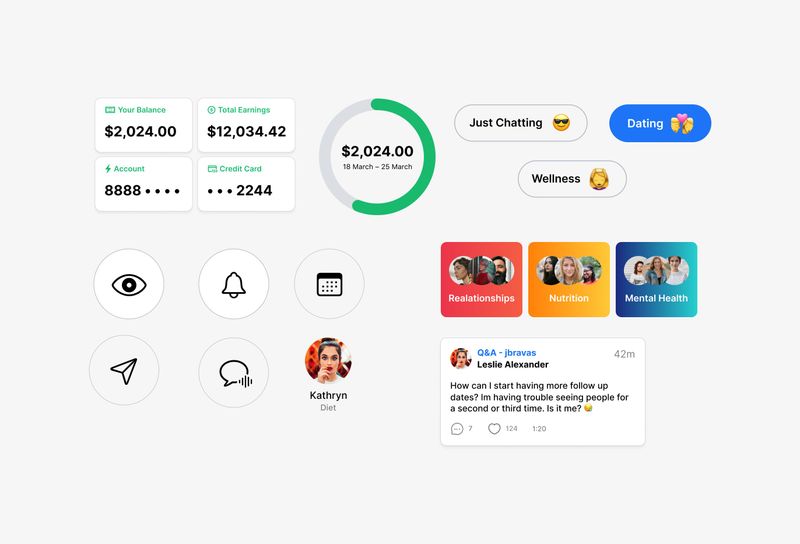 Your Balance
$2,024.00
Total Earnings
$12,034.42
Account
8888 • • • •
Credit Card
• • • 2244
$2,024.00
18 March – 25 March
Just Chatting 😎
Dating
Wellness
Realationships
Nutrition
Mental Health
Kathryn
Diet
Q&A - jbravas
42m
Leslie Alexander
How can I start having more follow up
dates? Im having trouble seeing people for
a second or third time. Is it me? 😅
7
124
1:20